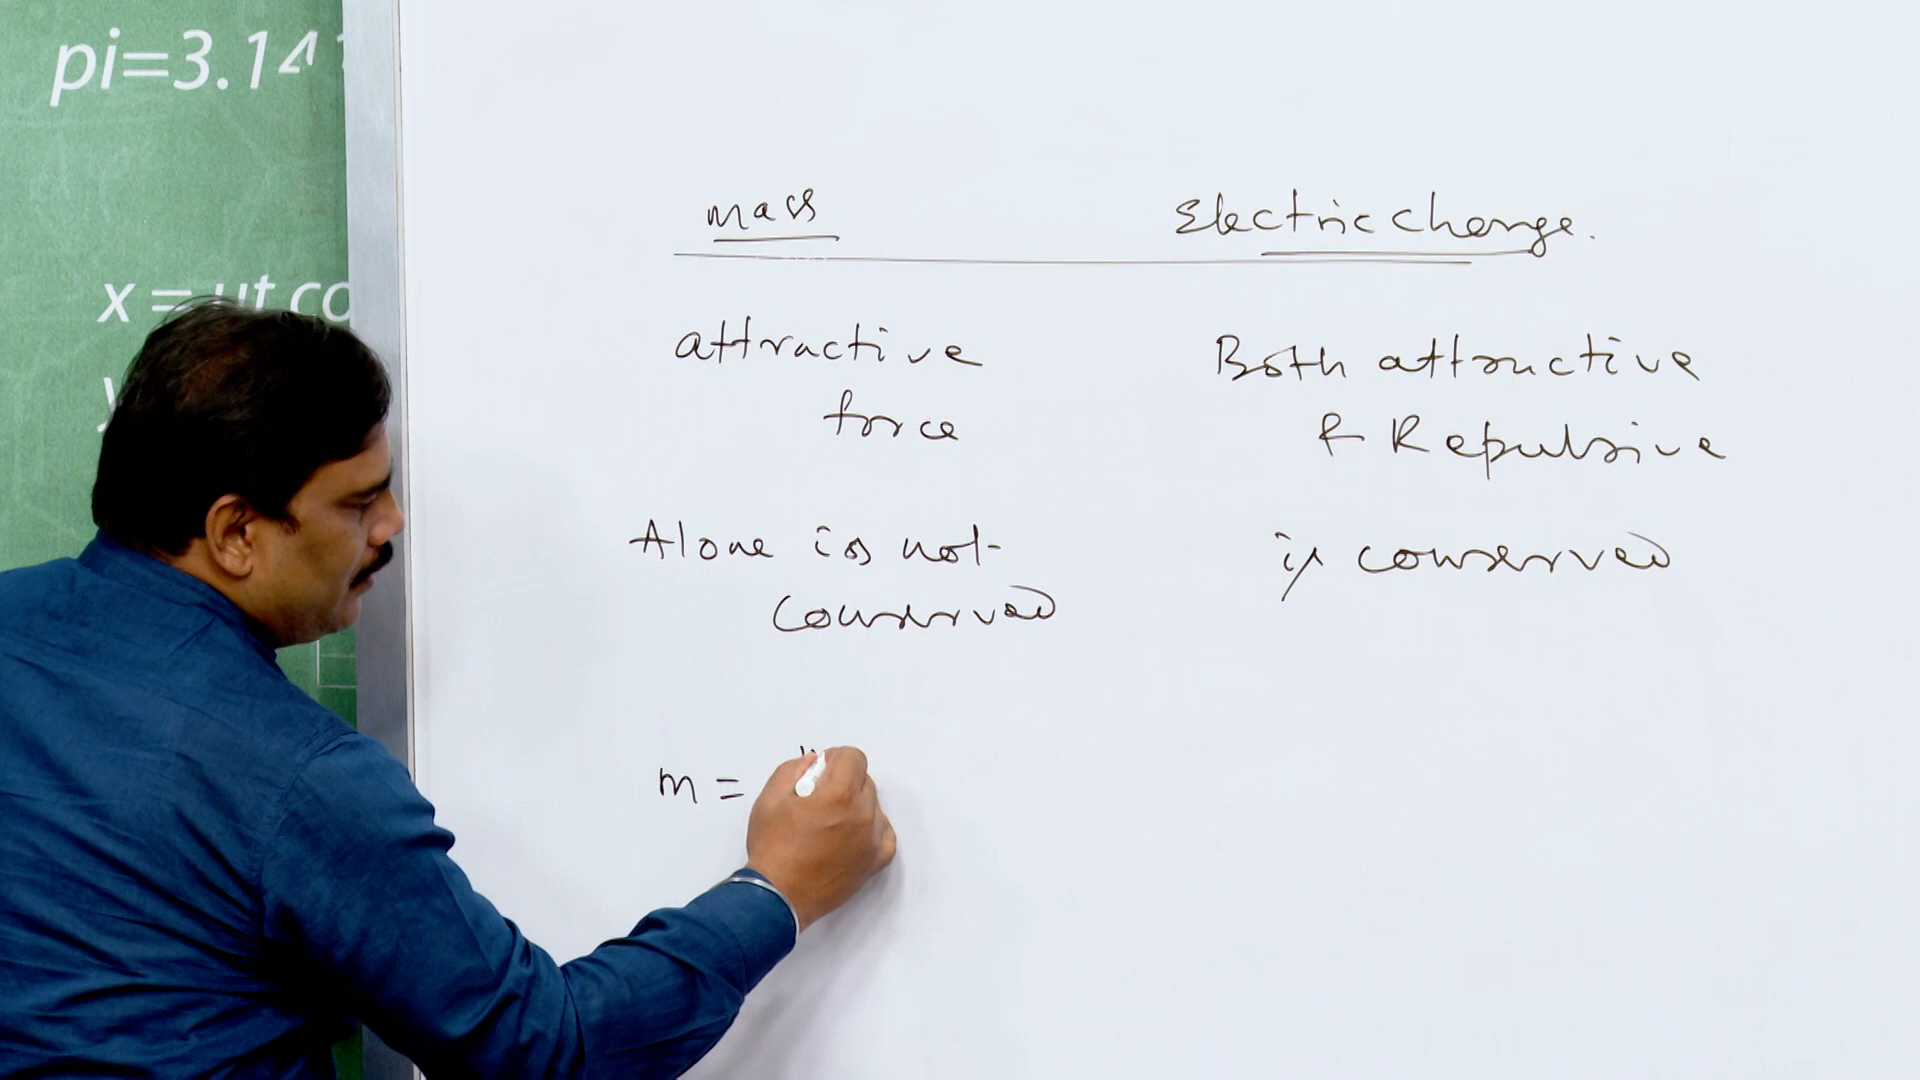 pi=3.14
x = ut co
y
mass Electric charge.
attractive Both attractive
force & Repulsive
Alone is not is conserved
conserved
m =